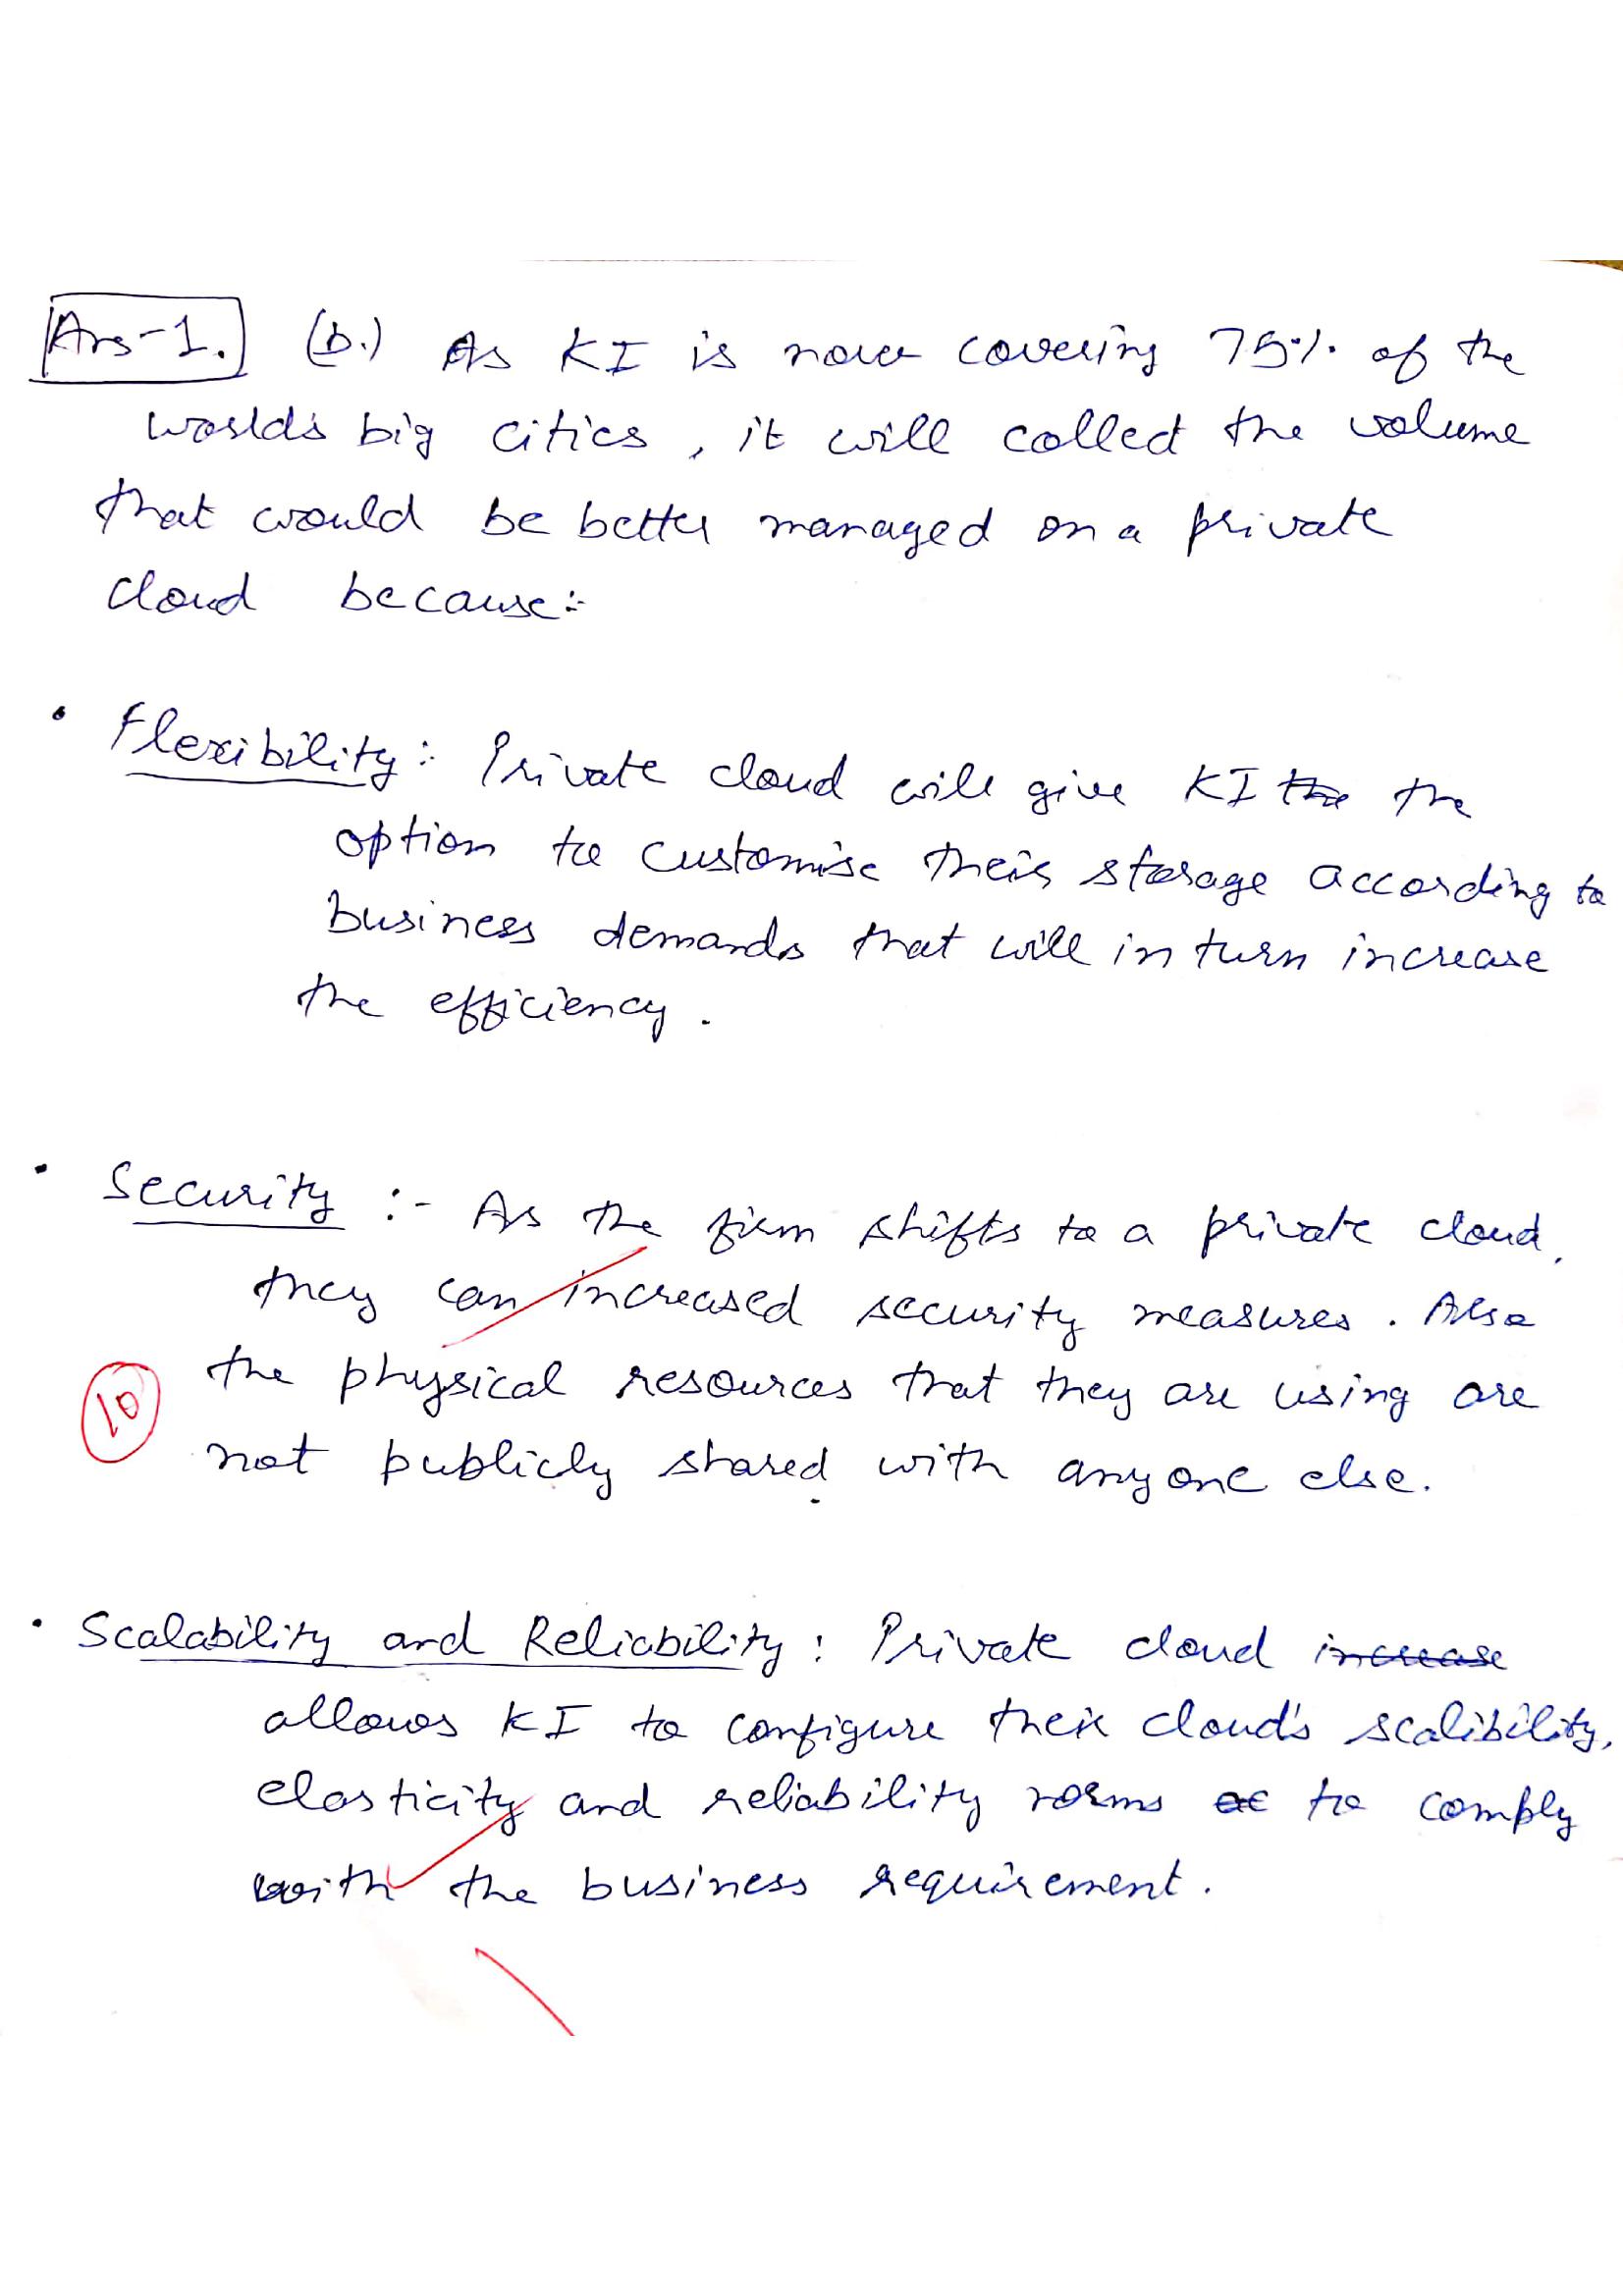 Ans-1. (b.) As KI is now covering 75% of the
world's big cities, it will collect the volume
that would be better managed on a private
cloud because:-
• Flexibility: Private cloud will give KI the the
option to customise their storage according to
business demands that will in turn increase
the efficiency.
• Security :- As the firm shifts to a private cloud,
they can increased security measures. Also
the physical resources that they are using are
10
not publicly shared with anyone else.
• Scalability and Reliability: Private cloud increase
allows KI to configure their cloud's scalibility,
elasticity and reliability norms to comply
with the business requirement.